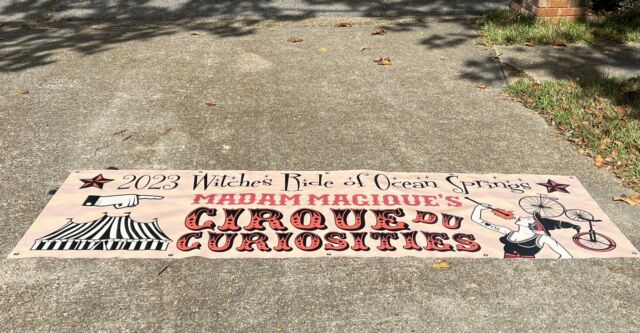 2023 Witches Ride of Ocean Springs
MADAM MAGIQUE'S
CIRQUE DU
CURIOSITIES